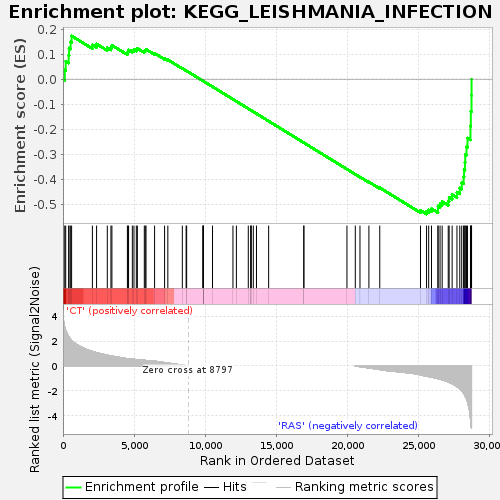 Enrichment plot: KEGG_LEISHMANIA_INFECTION
Enrichment score (ES)
0.2
0.1
0.0
-0.1
-0.2
-0.3
-0.4
-0.5
'CT' (positively correlated)
Ranked list metric (Signal2Noise)
4
2
0
-2
-4
Zero cross at 8797
'RAS' (negatively correlated)
0 5,000 10,000 15,000 20,000 25,000 30,000
Rank in Ordered Dataset
Enrichment profile Hits Ranking metric scores